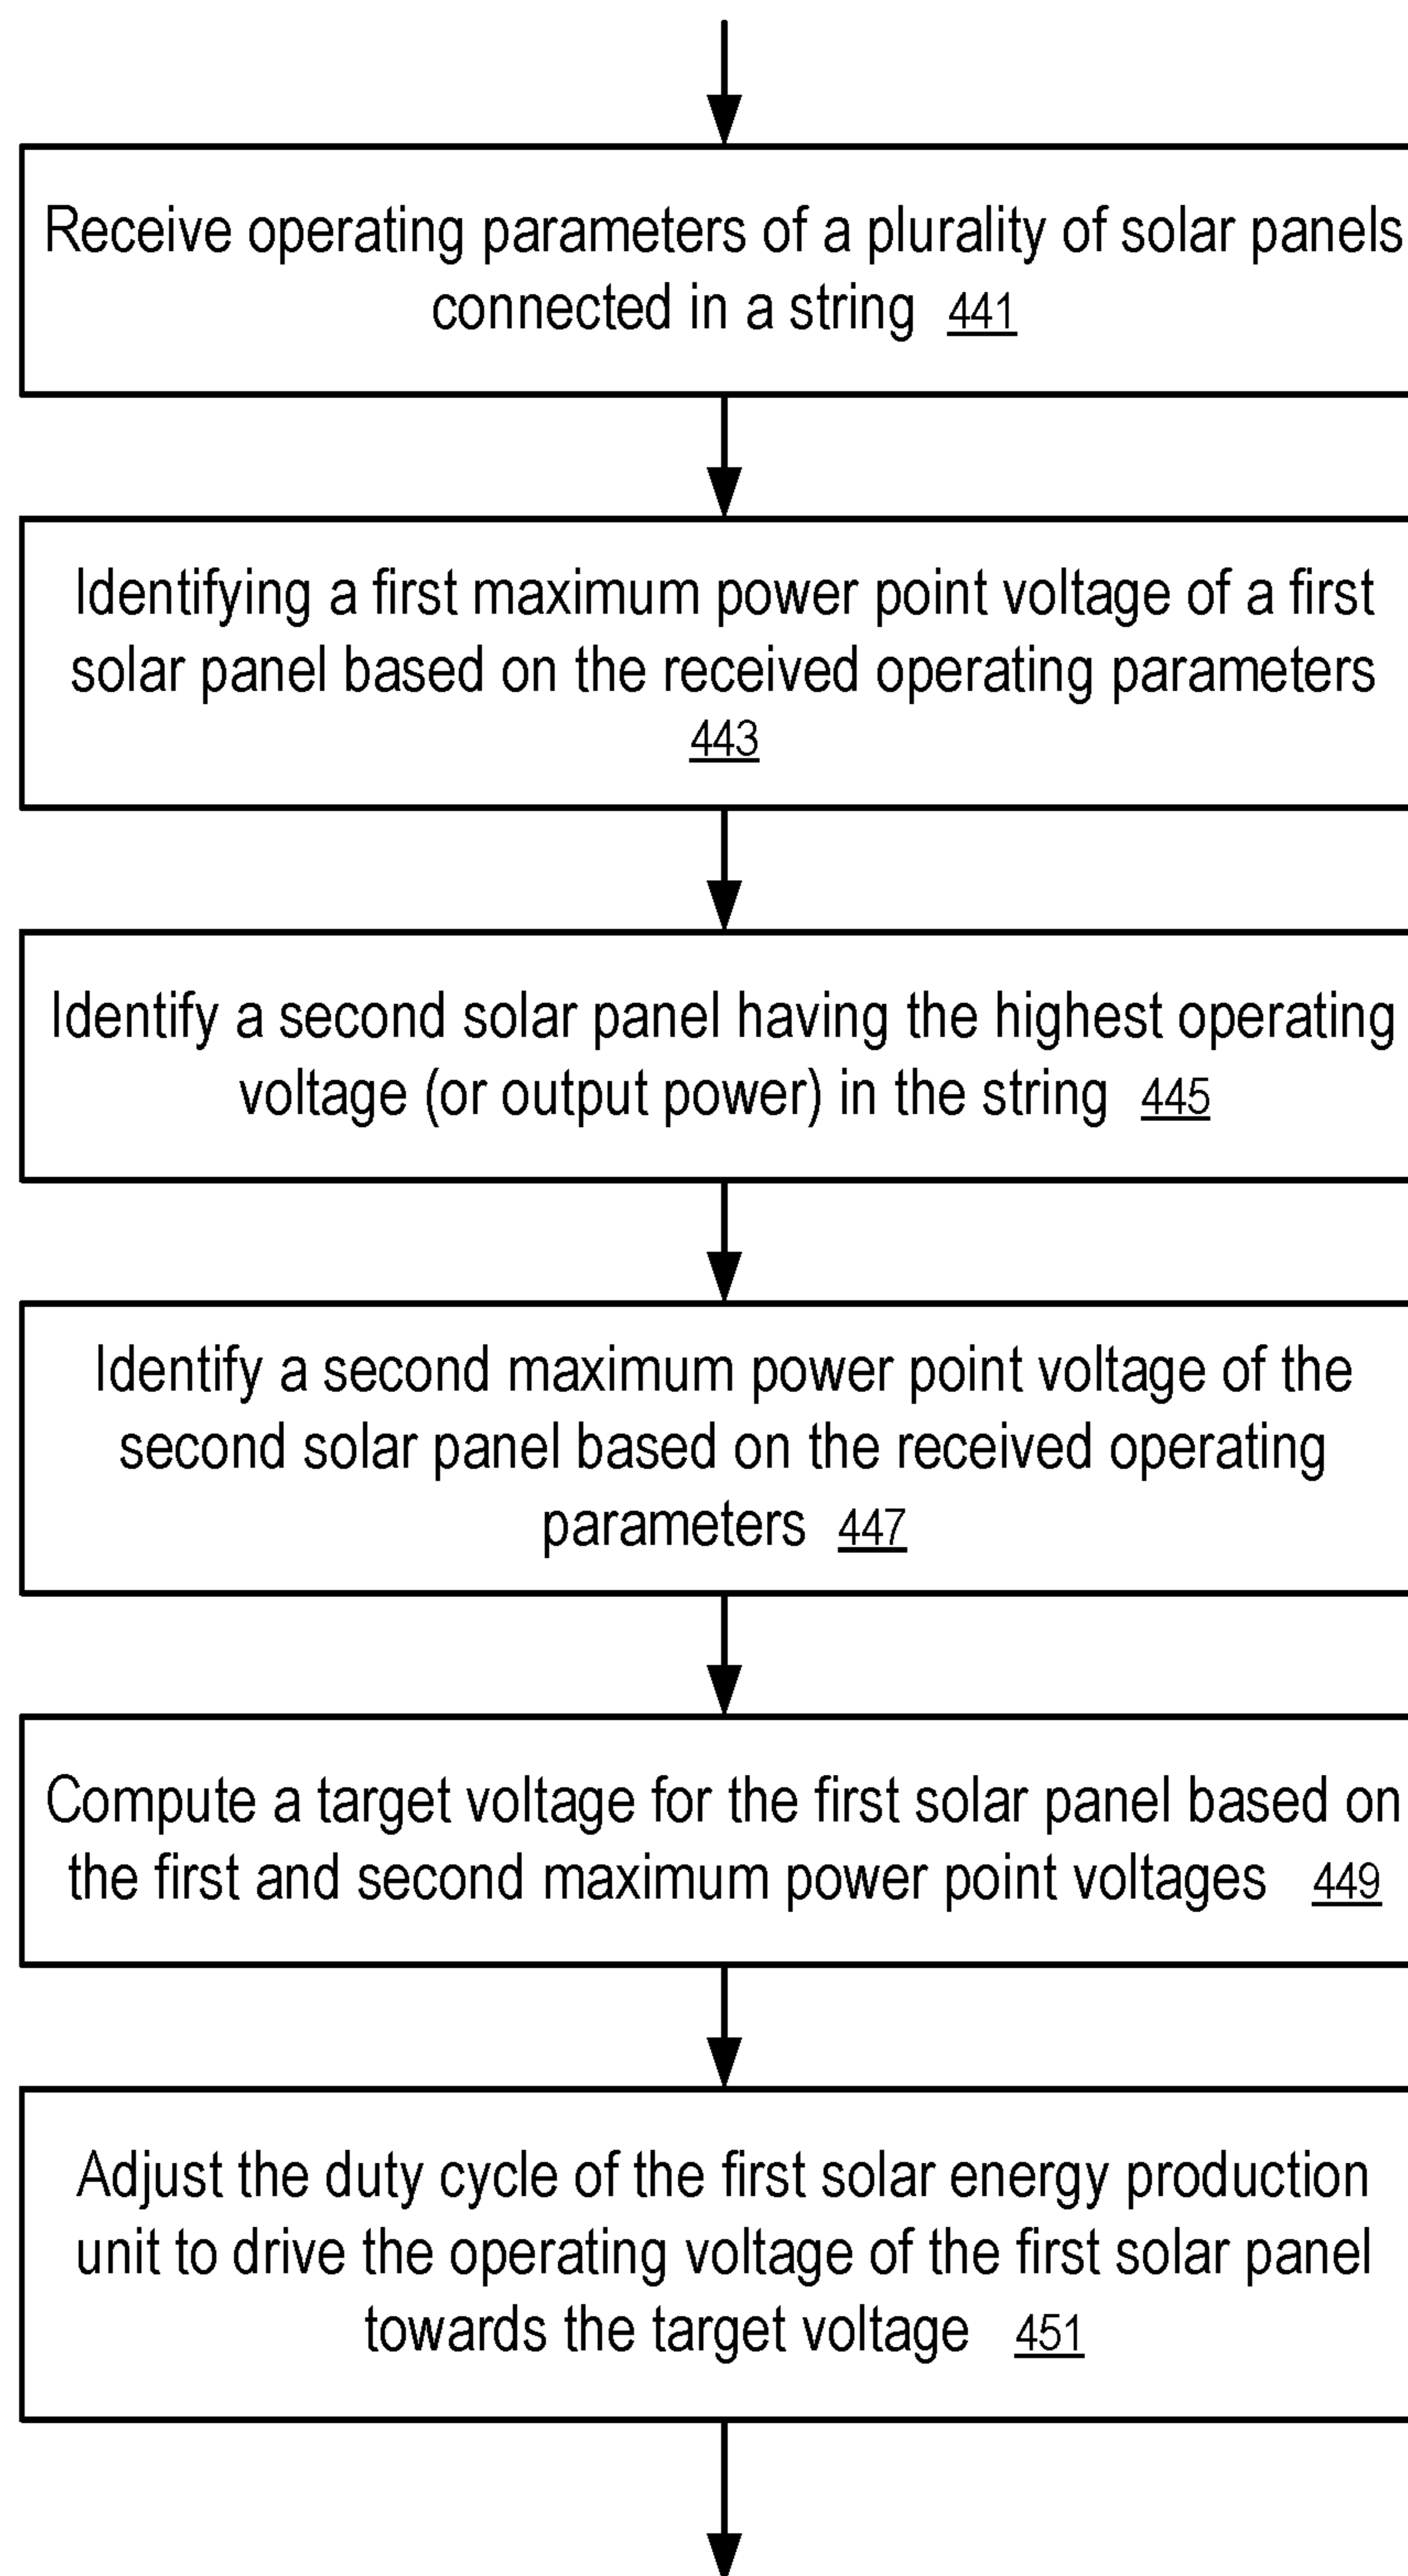 Receive operating parameters of a plurality of solar panels
connected in a string 441
Identifying a first maximum power point voltage of a first
solar panel based on the received operating parameters
443
Identify a second solar panel having the highest operating
voltage (or output power) in the string 445
Identify a second maximum power point voltage of the
second solar panel based on the received operating
parameters 447
Compute a target voltage for the first solar panel based on
the first and second maximum power point voltages 449
Adjust the duty cycle of the first solar energy production
unit to drive the operating voltage of the first solar panel
towards the target voltage 451